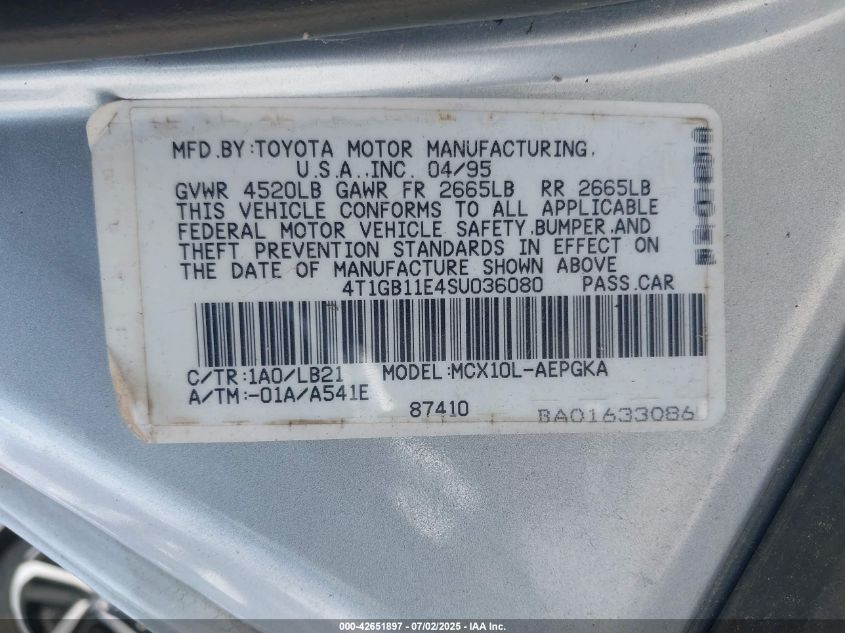 MFD.BY:TOYOTA MOTOR MANUFACTURING,
U.S.A.,INC. 04/95
GVWR 4520LB GAWR FR 2665LB RR 2665LB
THIS VEHICLE CONFORMS TO ALL APPLICABLE
FEDERAL MOTOR VEHICLE SAFETY,BUMPER,AND
THEFT PREVENTION STANDARDS IN EFFECT ON
THE DATE OF MANUFACTURE SHOWN ABOVE
4T1GB11E4SU036080 PASS.CAR
C/TR:1A0/LB21 MODEL:MCX10L-AEPGKA
A/TM:-01A/A541E
87410
BA01633086
000-42651897 / 07/02/2025 - IAA Inc.